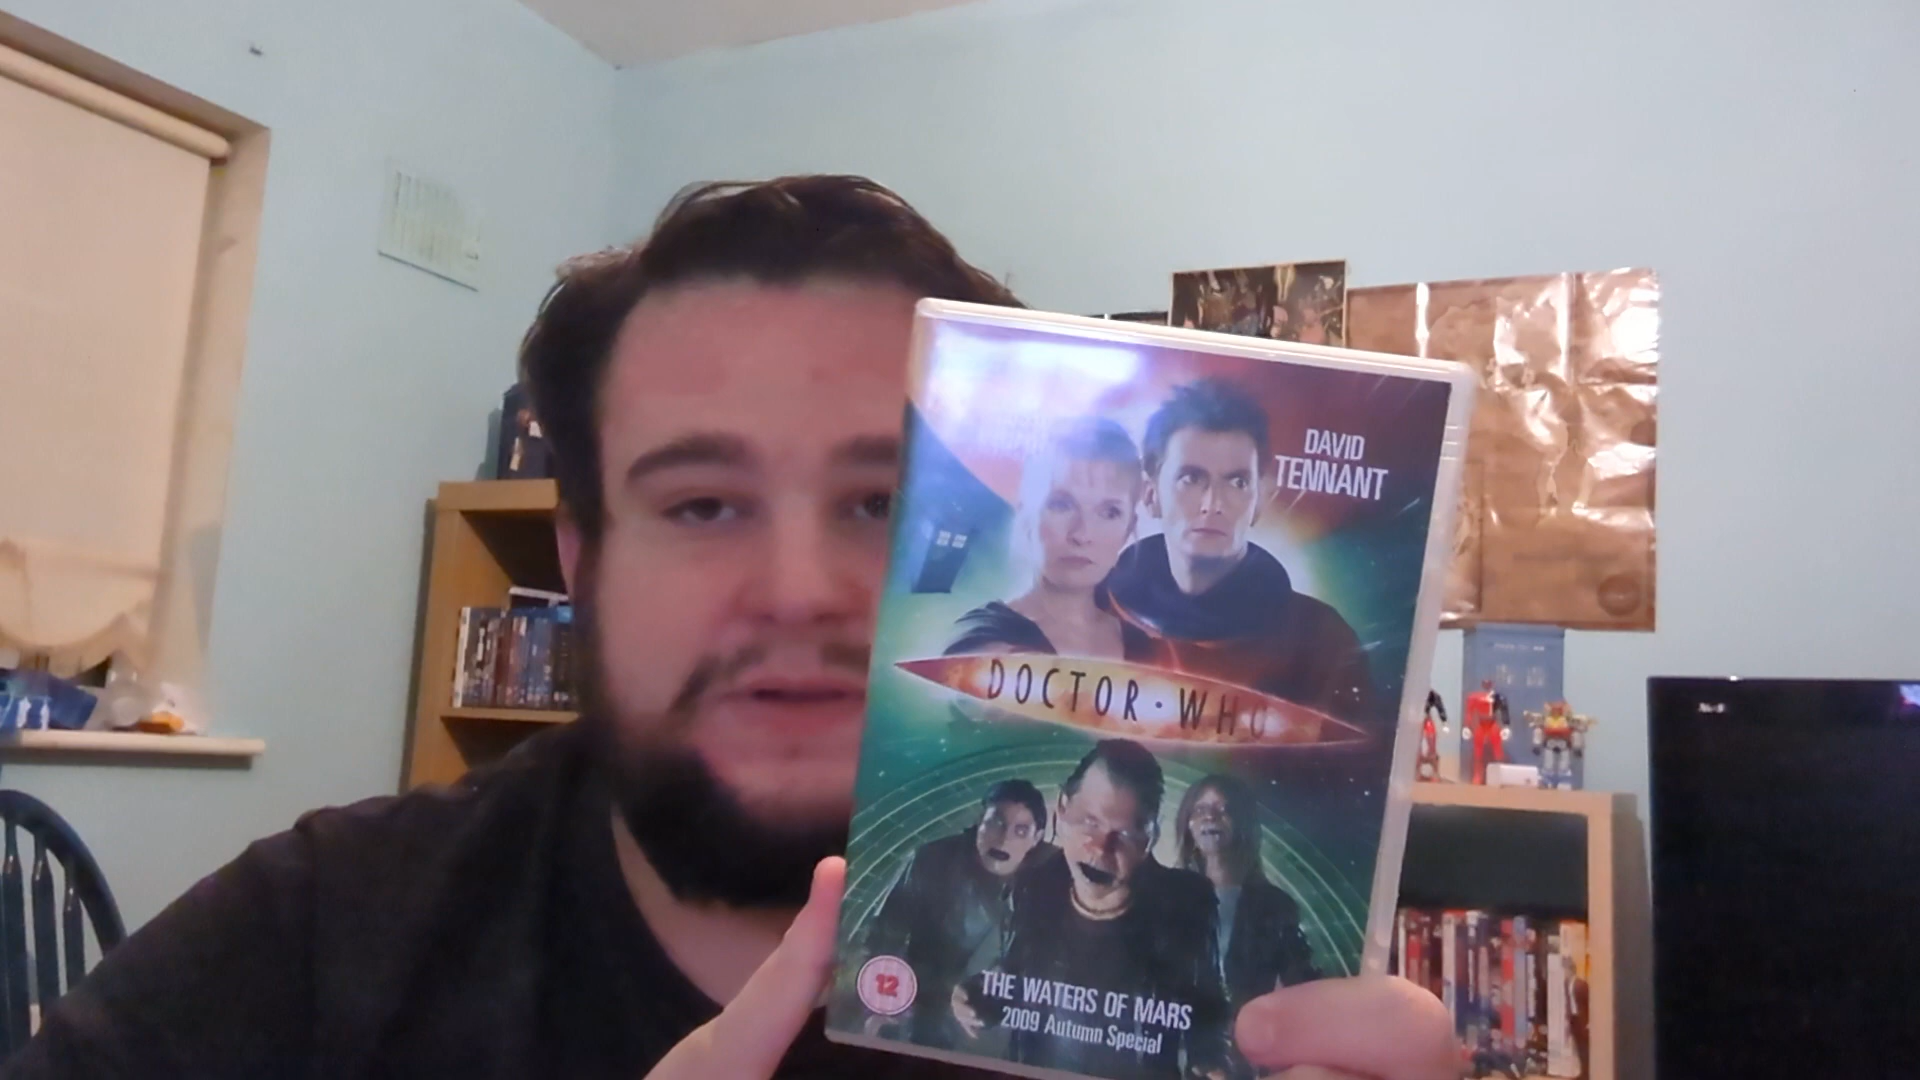 DAVID
TENNANT
DOCTOR·WHO
12
THE WATERS OF MARS
2009 Autumn Special